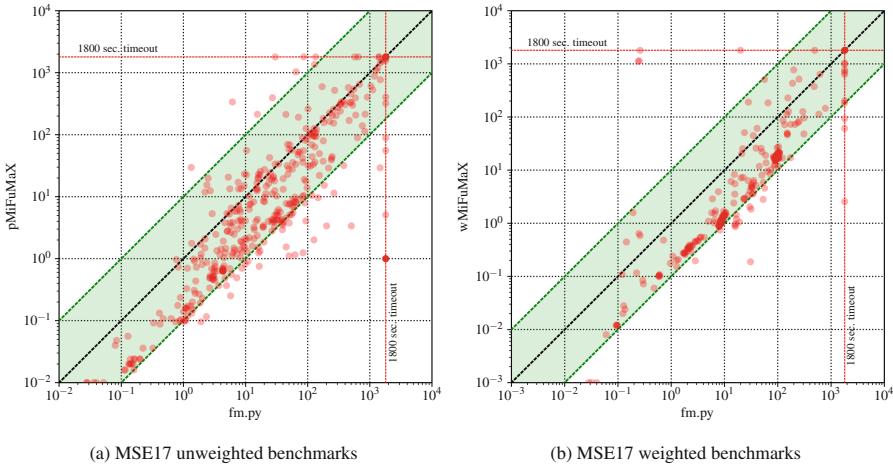 10^4
10^3
10^2
10^1
10^0
10^−1
10^−2
1800 sec. timeout
1800 sec. timeout
pMiFuMaX
10^−2 10^−1 10^0 10^1 10^2 10^3 10^4
fm.py
(a) MSE17 unweighted benchmarks
10^4
10^3
10^2
10^1
10^0
10^−1
10^−2
10^−3
1800 sec. timeout
1800 sec. timeout
wMiFuMaX
10^−3 10^−2 10^−1 10^0 10^1 10^2 10^3 10^4
fm.py
(b) MSE17 weighted benchmarks